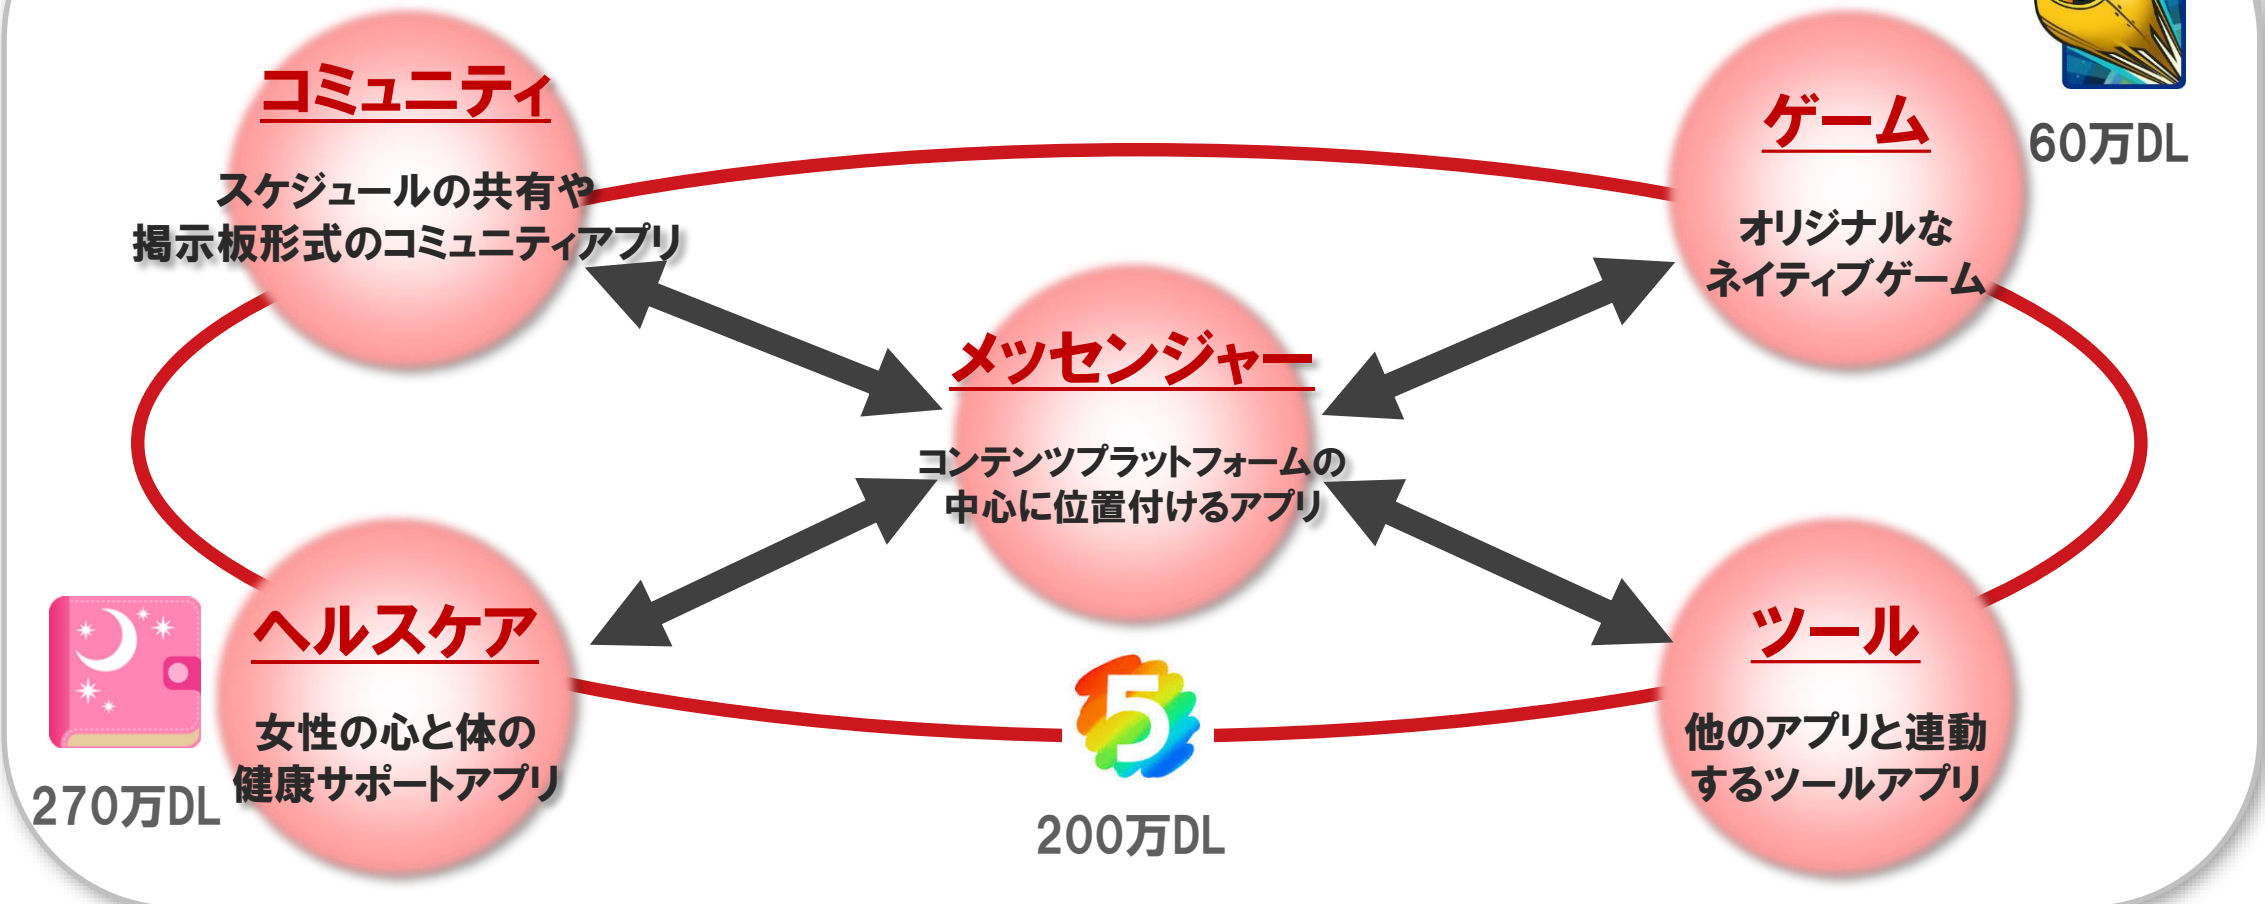 コミュニティ
スケジュールの共有や
掲示板形式のコミュニティアプリ
ゲーム
オリジナルな
ネイティブゲーム
60万DL
メッセンジャー
コンテンツプラットフォームの
中心に位置付けるアプリ
ヘルスケア
女性の心と体の
健康サポートアプリ
270万DL
5
200万DL
ツール
他のアプリと連動
するツールアプリ